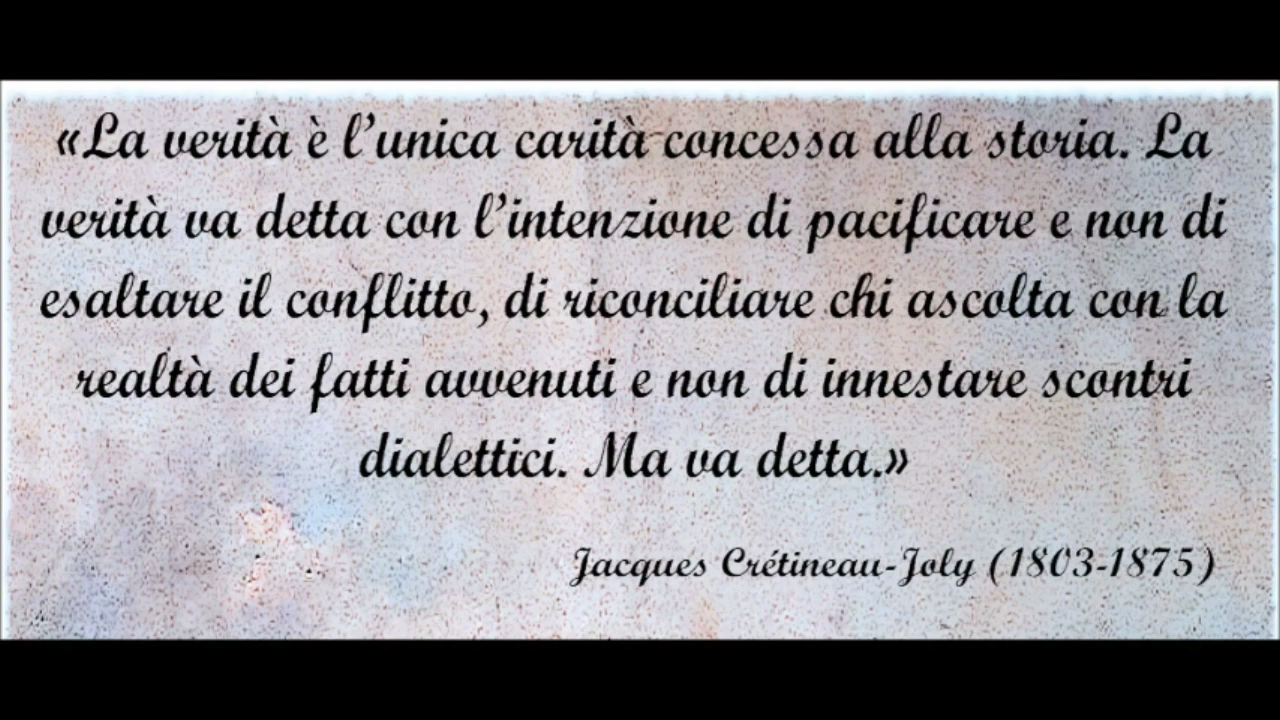 «La verità è l’unica carità concessa alla storia. La
verità va detta con l’intenzione di pacificare e non di
esaltare il conflitto, di riconciliare chi ascolta con la
realtà dei fatti avvenuti e non di innestare scontri
dialettici. Ma va detta.»
Jacques Crétineau-Joly (1803-1875)